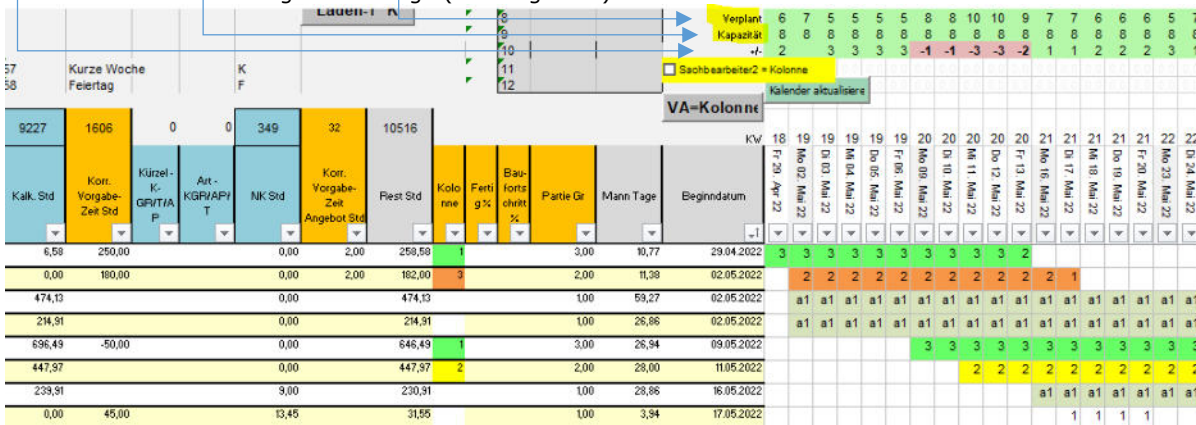 Laden-1 K
8
9
10
11
12
Verplant 6 7 5 5 5 5 8 8 10 10 9 7 7 6 6 6 5 7
Kapazität 8 8 8 8 8 8 8 8 8 8 8 8 8 8 8 8 8 8
+/- 2 3 3 3 3 -1 -1 -3 -3 -2 1 1 2 2 2 3 1
57 Kurze Woche K
58 Feiertag F
Sachbearbeiter2 = Kolonne
Kalender aktualisiere
VA=Kolonne
9227 1606 0 0 349 32 10516
KW 18 19 19 19 19 19 20 20 20 20 20 21 21 21 21 21 22 22
Kalk. Std
Korr. Vorgabe-Zeit Std
Kürzel-K-GR/T/AP
Art-KGR/AP/T
NK Std
Korr. Vorgabe-Zeit Angebot Std
Rest Std
Kolonne
Fertig %
Bau-fortschritt %
Partie Gr
Mann Tage
Beginndatum
Fr 29. Apr 22
Mo 02. Mai 22
Di 03. Mai 22
Mi 04. Mai 22
Do 05. Mai 22
Fr 06. Mai 22
Mo 09. Mai 22
Di 10. Mai 22
Mi 11. Mai 22
Do 12. Mai 22
Fr 13. Mai 22
Mo 16. Mai 22
Di 17. Mai 22
Mi 18. Mai 22
Do 19. Mai 22
Fr 20. Mai 22
Mo 23. Mai 22
Di 24. Mai 22
6,58 250,00 0,00 2,00 258,58 1 3,00 10,77 29.04.2022 3 3 3 3 3 3 3 3 3 3 2
0,00 180,00 0,00 2,00 182,00 3 2,00 11,38 02.05.2022 2 2 2 2 2 2 2 2 2 2 2 1
474,13 0,00 474,13 1,00 59,27 02.05.2022 a1 a1 a1 a1 a1 a1 a1 a1 a1 a1 a1 a1 a1 a1 a1 a1 a1
214,91 0,00 214,91 1,00 26,86 02.05.2022 a1 a1 a1 a1 a1 a1 a1 a1 a1 a1 a1 a1 a1 a1 a1 a1 a1
696,49 -50,00 0,00 646,49 1 3,00 26,94 09.05.2022 3 3 3 3 3 3 3 3 3 3 3 3
447,97 0,00 447,97 2 2,00 28,00 11.05.2022 2 2 2 2 2 2 2 2 2 2
239,91 9,00 230,91 1,00 28,86 16.05.2022 a1 a1 a1 a1 a1 a1 a1
0,00 45,00 13,45 31,55 1,00 3,94 17.05.2022 1 1 1 1